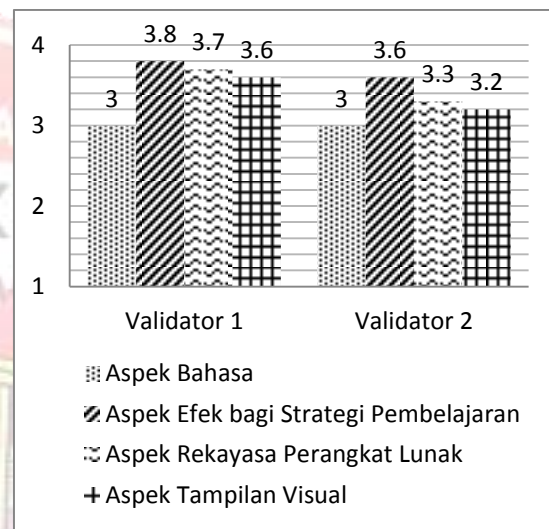 4
3
2
1
3
3.8
3.7
3.6
3
3.6
3.3
3.2
Validator 1
Validator 2
Aspek Bahasa
Aspek Efek bagi Strategi Pembelajaran
Aspek Rekayasa Perangkat Lunak
Aspek Tampilan Visual